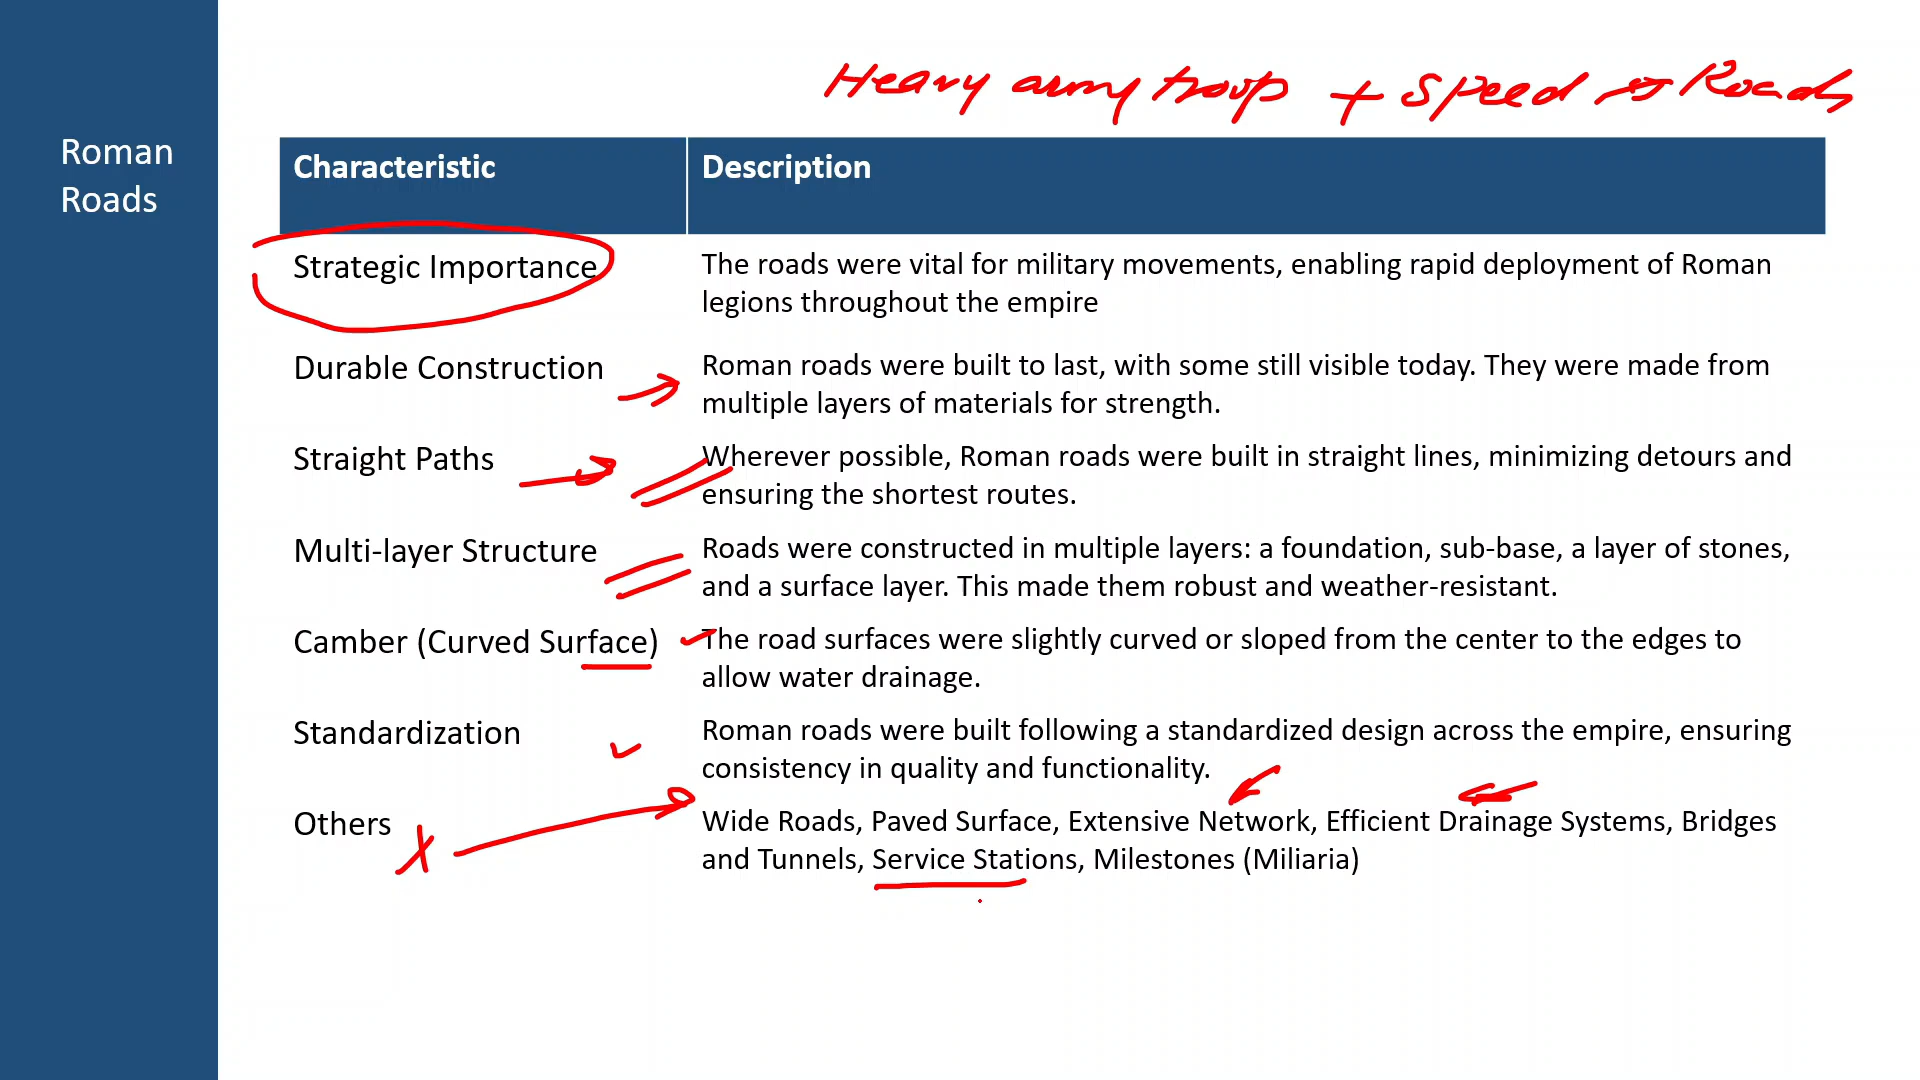 Heavy army troop + Speed → Roads
Roman
Roads
Characteristic
Description
Strategic Importance
The roads were vital for military movements, enabling rapid deployment of Roman
legions throughout the empire
Durable Construction
Roman roads were built to last, with some still visible today. They were made from
multiple layers of materials for strength.
Straight Paths
Wherever possible, Roman roads were built in straight lines, minimizing detours and
ensuring the shortest routes.
Multi-layer Structure
Roads were constructed in multiple layers: a foundation, sub-base, a layer of stones,
and a surface layer. This made them robust and weather-resistant.
Camber (Curved Surface)
The road surfaces were slightly curved or sloped from the center to the edges to
allow water drainage.
Standardization
Roman roads were built following a standardized design across the empire, ensuring
consistency in quality and functionality.
Others
Wide Roads, Paved Surface, Extensive Network, Efficient Drainage Systems, Bridges
and Tunnels, Service Stations, Milestones (Miliaria)